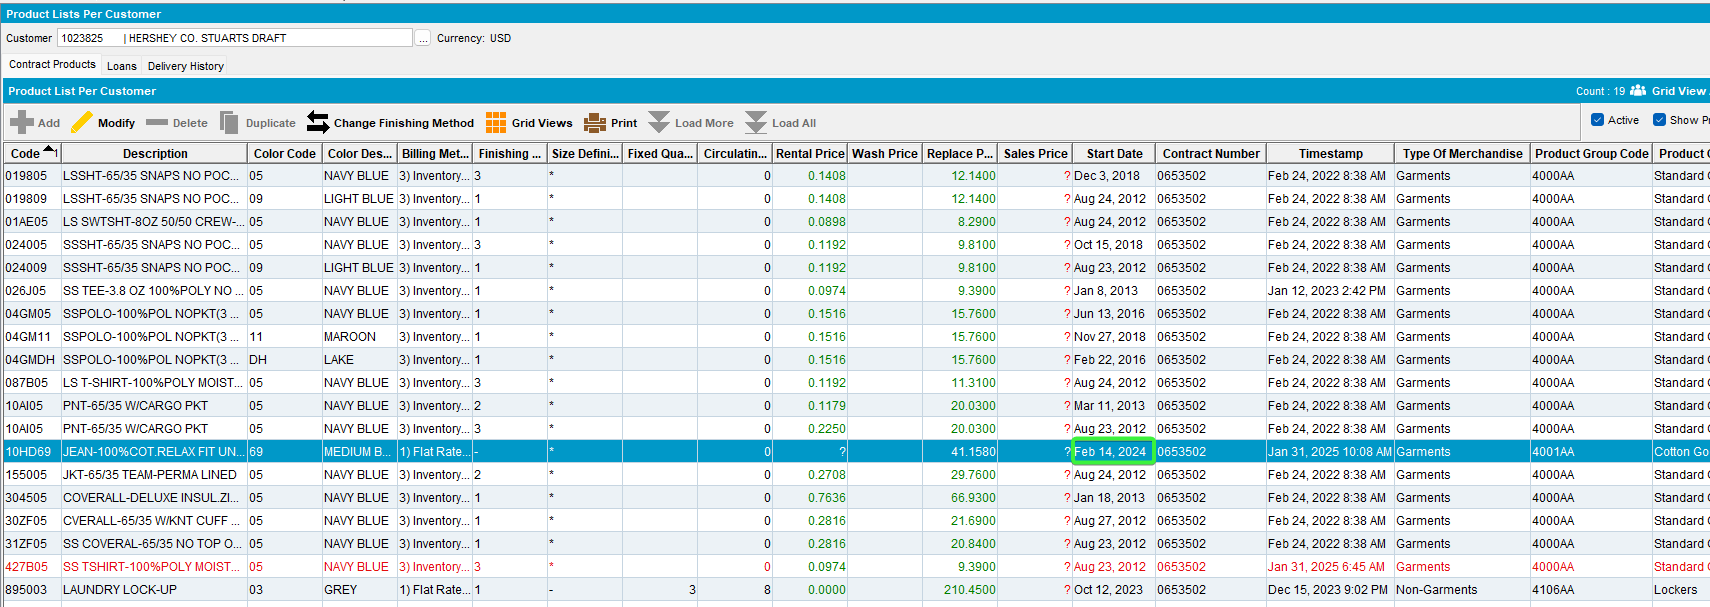 Product Lists Per Customer
Customer 1023825 | HERSHEY CO. STUARTS DRAFT ... Currency: USD
Contract Products Loans Delivery History
Product List Per Customer Count : 19 Grid View
Add Modify Delete Duplicate Change Finishing Method Grid Views Print Load More Load All Active Show Pr
Code 1 Description Color Code Color Des... Billing Met... Finishing ... Size Defini... Fixed Qua... Circulatin... Rental Price Wash Price Replace P... Sales Price Start Date Contract Number Timestamp Type Of Merchandise Product Group Code Product G
019805 LSSHT-65/35 SNAPS NO POC... 05 NAVY BLUE 3) Inventory... 3 * 0 0.1408 12.1400 ? Dec 3, 2018 0653502 Feb 24, 2022 8:38 AM Garments 4000AA Standard G
019809 LSSHT-65/35 SNAPS NO POC... 09 LIGHT BLUE 3) Inventory... 1 * 0 0.1408 12.1400 ? Aug 24, 2012 0653502 Feb 24, 2022 8:38 AM Garments 4000AA Standard G
01AE05 LS SWTSHT-8OZ 50/50 CREW-... 05 NAVY BLUE 3) Inventory... 1 * 0 0.0898 8.2900 ? Aug 24, 2012 0653502 Feb 24, 2022 8:38 AM Garments 4000AA Standard G
024005 SSSHT-65/35 SNAPS NO POC... 05 NAVY BLUE 3) Inventory... 3 * 0 0.1192 9.8100 ? Oct 15, 2018 0653502 Feb 24, 2022 8:38 AM Garments 4000AA Standard G
024009 SSSHT-65/35 SNAPS NO POC... 09 LIGHT BLUE 3) Inventory... 1 * 0 0.1192 9.8100 ? Aug 23, 2012 0653502 Feb 24, 2022 8:38 AM Garments 4000AA Standard G
026J05 SS TEE-3.8 OZ 100%POLY NO ... 05 NAVY BLUE 3) Inventory... 1 * 0 0.0974 9.3900 ? Jan 8, 2013 0653502 Jan 12, 2023 2:42 PM Garments 4000AA Standard G
04GM05 SSPOLO-100%POL NOPKT(3 ... 05 NAVY BLUE 3) Inventory... 1 * 0 0.1516 15.7600 ? Jun 13, 2016 0653502 Feb 24, 2022 8:38 AM Garments 4000AA Standard G
04GM11 SSPOLO-100%POL NOPKT(3 ... 11 MAROON 3) Inventory... 1 * 0 0.1516 15.7600 ? Nov 27, 2018 0653502 Feb 24, 2022 8:38 AM Garments 4000AA Standard G
04GMDH SSPOLO-100%POL NOPKT(3 ... DH LAKE 3) Inventory... 1 * 0 0.1516 15.7600 ? Feb 22, 2016 0653502 Feb 24, 2022 8:38 AM Garments 4000AA Standard G
087B05 LS T-SHIRT-100%POLY MOIST... 05 NAVY BLUE 3) Inventory... 3 * 0 0.1192 11.3100 ? Aug 24, 2012 0653502 Feb 24, 2022 8:38 AM Garments 4000AA Standard G
10AI05 PNT-65/35 W/CARGO PKT 05 NAVY BLUE 3) Inventory... 2 * 0 0.1179 20.0300 ? Mar 11, 2013 0653502 Feb 24, 2022 8:38 AM Garments 4000AA Standard G
10AI05 PNT-65/35 W/CARGO PKT 05 NAVY BLUE 3) Inventory... 3 * 0 0.2250 20.0300 ? Aug 23, 2012 0653502 Feb 24, 2022 8:38 AM Garments 4000AA Standard G
10HD69 JEAN-100%COT.RELAX FIT UN... 69 MEDIUM B... 1) Flat Rate... - * 0 ? 41.1580 ? Feb 14, 2024 0653502 Jan 31, 2025 10:08 AM Garments 4001AA Cotton Go
155005 JKT-65/35 TEAM-PERMA LINED 05 NAVY BLUE 3) Inventory... 2 * 0 0.2708 29.7600 ? Aug 24, 2012 0653502 Feb 24, 2022 8:38 AM Garments 4000AA Standard G
304505 COVERALL-DELUXE INSUL.ZI... 05 NAVY BLUE 3) Inventory... 1 * 0 0.7636 66.9300 ? Jan 18, 2013 0653502 Feb 24, 2022 8:38 AM Garments 4000AA Standard G
30ZF05 CVERALL-65/35 W/KNT CUFF ... 05 NAVY BLUE 3) Inventory... 1 * 0 0.2816 21.6900 ? Aug 27, 2012 0653502 Feb 24, 2022 8:38 AM Garments 4000AA Standard G
31ZF05 SS COVERAL-65/35 NO TOP O... 05 NAVY BLUE 3) Inventory... 1 * 0 0.2816 20.8400 ? Aug 23, 2012 0653502 Feb 24, 2022 8:38 AM Garments 4000AA Standard G
427B05 SS TSHIRT-100%POLY MOIST... 05 NAVY BLUE 3) Inventory... 3 * 0 0.0974 9.3900 ? Aug 23, 2012 0653502 Jan 31, 2025 6:45 AM Garments 4000AA Standard G
895003 LAUNDRY LOCK-UP 03 GREY 1) Flat Rate... 1 - 3 8 0.0000 210.4500 ? Oct 12, 2023 0653502 Dec 15, 2023 9:02 PM Non-Garments 4106AA Lockers